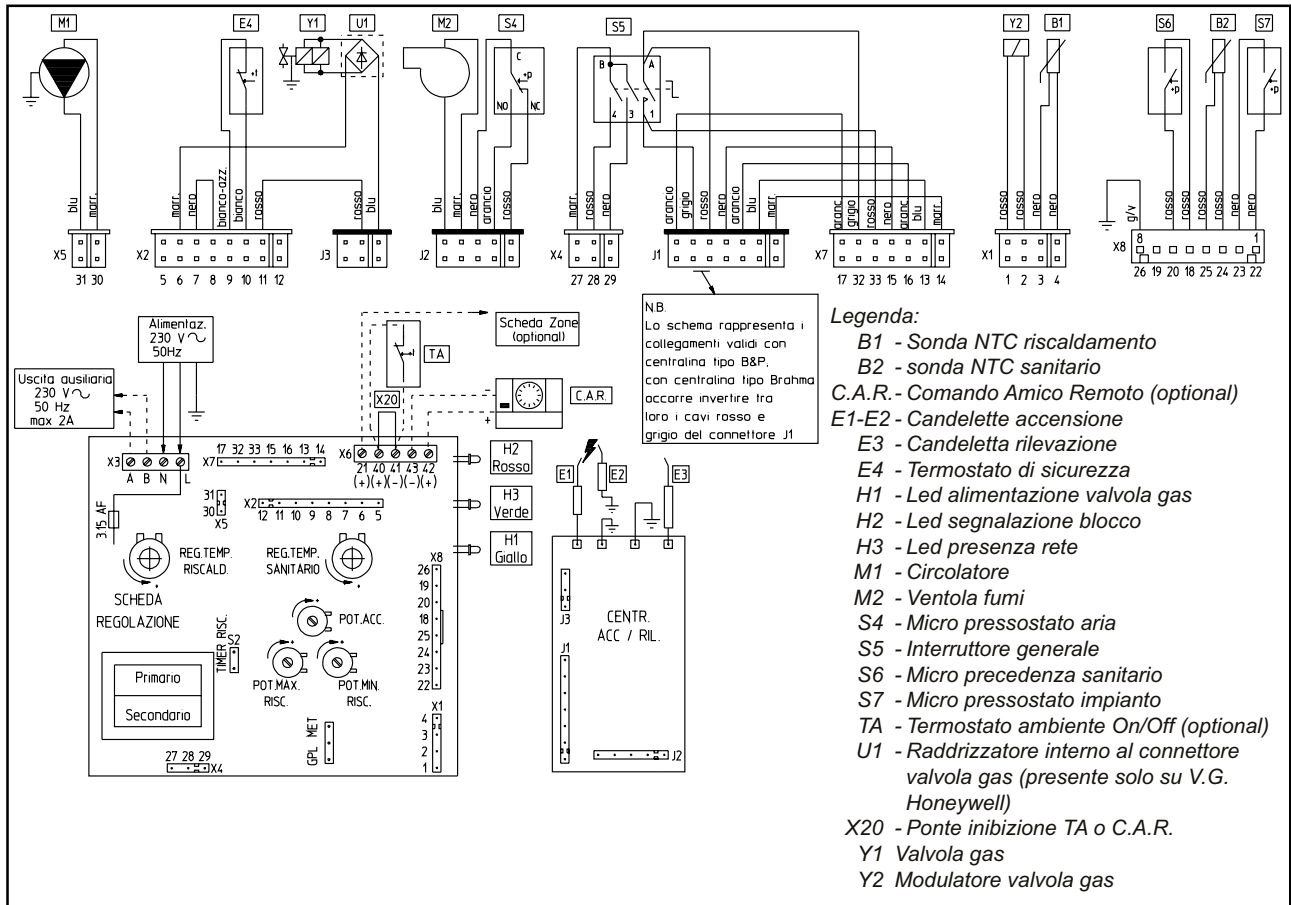 M1
E4
Y1
U1
M2
S4
S5
Y2
B1
S6
B2
S7
C
+t
+p
NO
NC
B
A
4
3
1
+p
+p
blu
marr.
marr.
nero
bianco-azz.
bianco
rosso
rosso
blu
marr.
nero
arancio
rosso
marr.
rosso
nero
arancio
grigio
rosso
nero
arancio
blu
marr.
aranc.
grigio
rosso
nero
aranc.
blu
marr.
rosso
rosso
nero
nero
g/v
rosso
rosso
rosso
nero
nero
nero
X5
X2
J3
J2
X4
J1
X7
X1
X8
8
1
31 30
5 6 7 8 9 10 11 12
27 28 29
17 32 33 15 16 13 14
1 2 3 4
26 19 20 18 25 24 23 22
N.B.
Lo schema rappresenta i
collegamenti validi con
centralina tipo B&P,
con centralina tipo Brahma
occorre invertire tra
loro i cavi rosso e
grigio del connettore J1
Alimentaz.
230 V
50Hz
Uscita ausiliaria
230 V
50 Hz
max 2A
Scheda Zone
(optional)
TA
X20
C.A.R.
-
+
X3
A B N L
X7
17 32 33 15 16 13 14
X6
21 40 41 43 42
(+) (+) (-) (-) (+)
H2
Rosso
H3
Verde
H1
Giallo
3.15 AF
31
30
X5
X2
12 11 10 9 8 7 6 5
REG.TEMP.
RISCALD.
REG.TEMP.
SANITARIO
SCHEDA
REGOLAZIONE
POT.ACC.
TIMER RISC.
S2
POT.MAX.
RISC.
POT.MIN.
RISC.
Primario
Secondario
GPL MET
27 28 29
X4
X8
26
19
20
18
25
24
23
22
X1
4
3
2
1
E1
E2
E3
CENTR.
ACC / RIL.
J3
J1
J2
Legenda:
B1 - Sonda NTC riscaldamento
B2 - sonda NTC sanitario
C.A.R.- Comando Amico Remoto (optional)
E1-E2 - Candelette accensione
E3 - Candeletta rilevazione
E4 - Termostato di sicurezza
H1 - Led alimentazione valvola gas
H2 - Led segnalazione blocco
H3 - Led presenza rete
M1 - Circolatore
M2 - Ventola fumi
S4 - Micro pressostato aria
S5 - Interruttore generale
S6 - Micro precedenza sanitario
S7 - Micro pressostato impianto
TA - Termostato ambiente On/Off (optional)
U1 - Raddrizzatore interno al connettore
valvola gas (presente solo su V.G.
Honeywell)
X20 - Ponte inibizione TA o C.A.R.
Y1 Valvola gas
Y2 Modulatore valvola gas